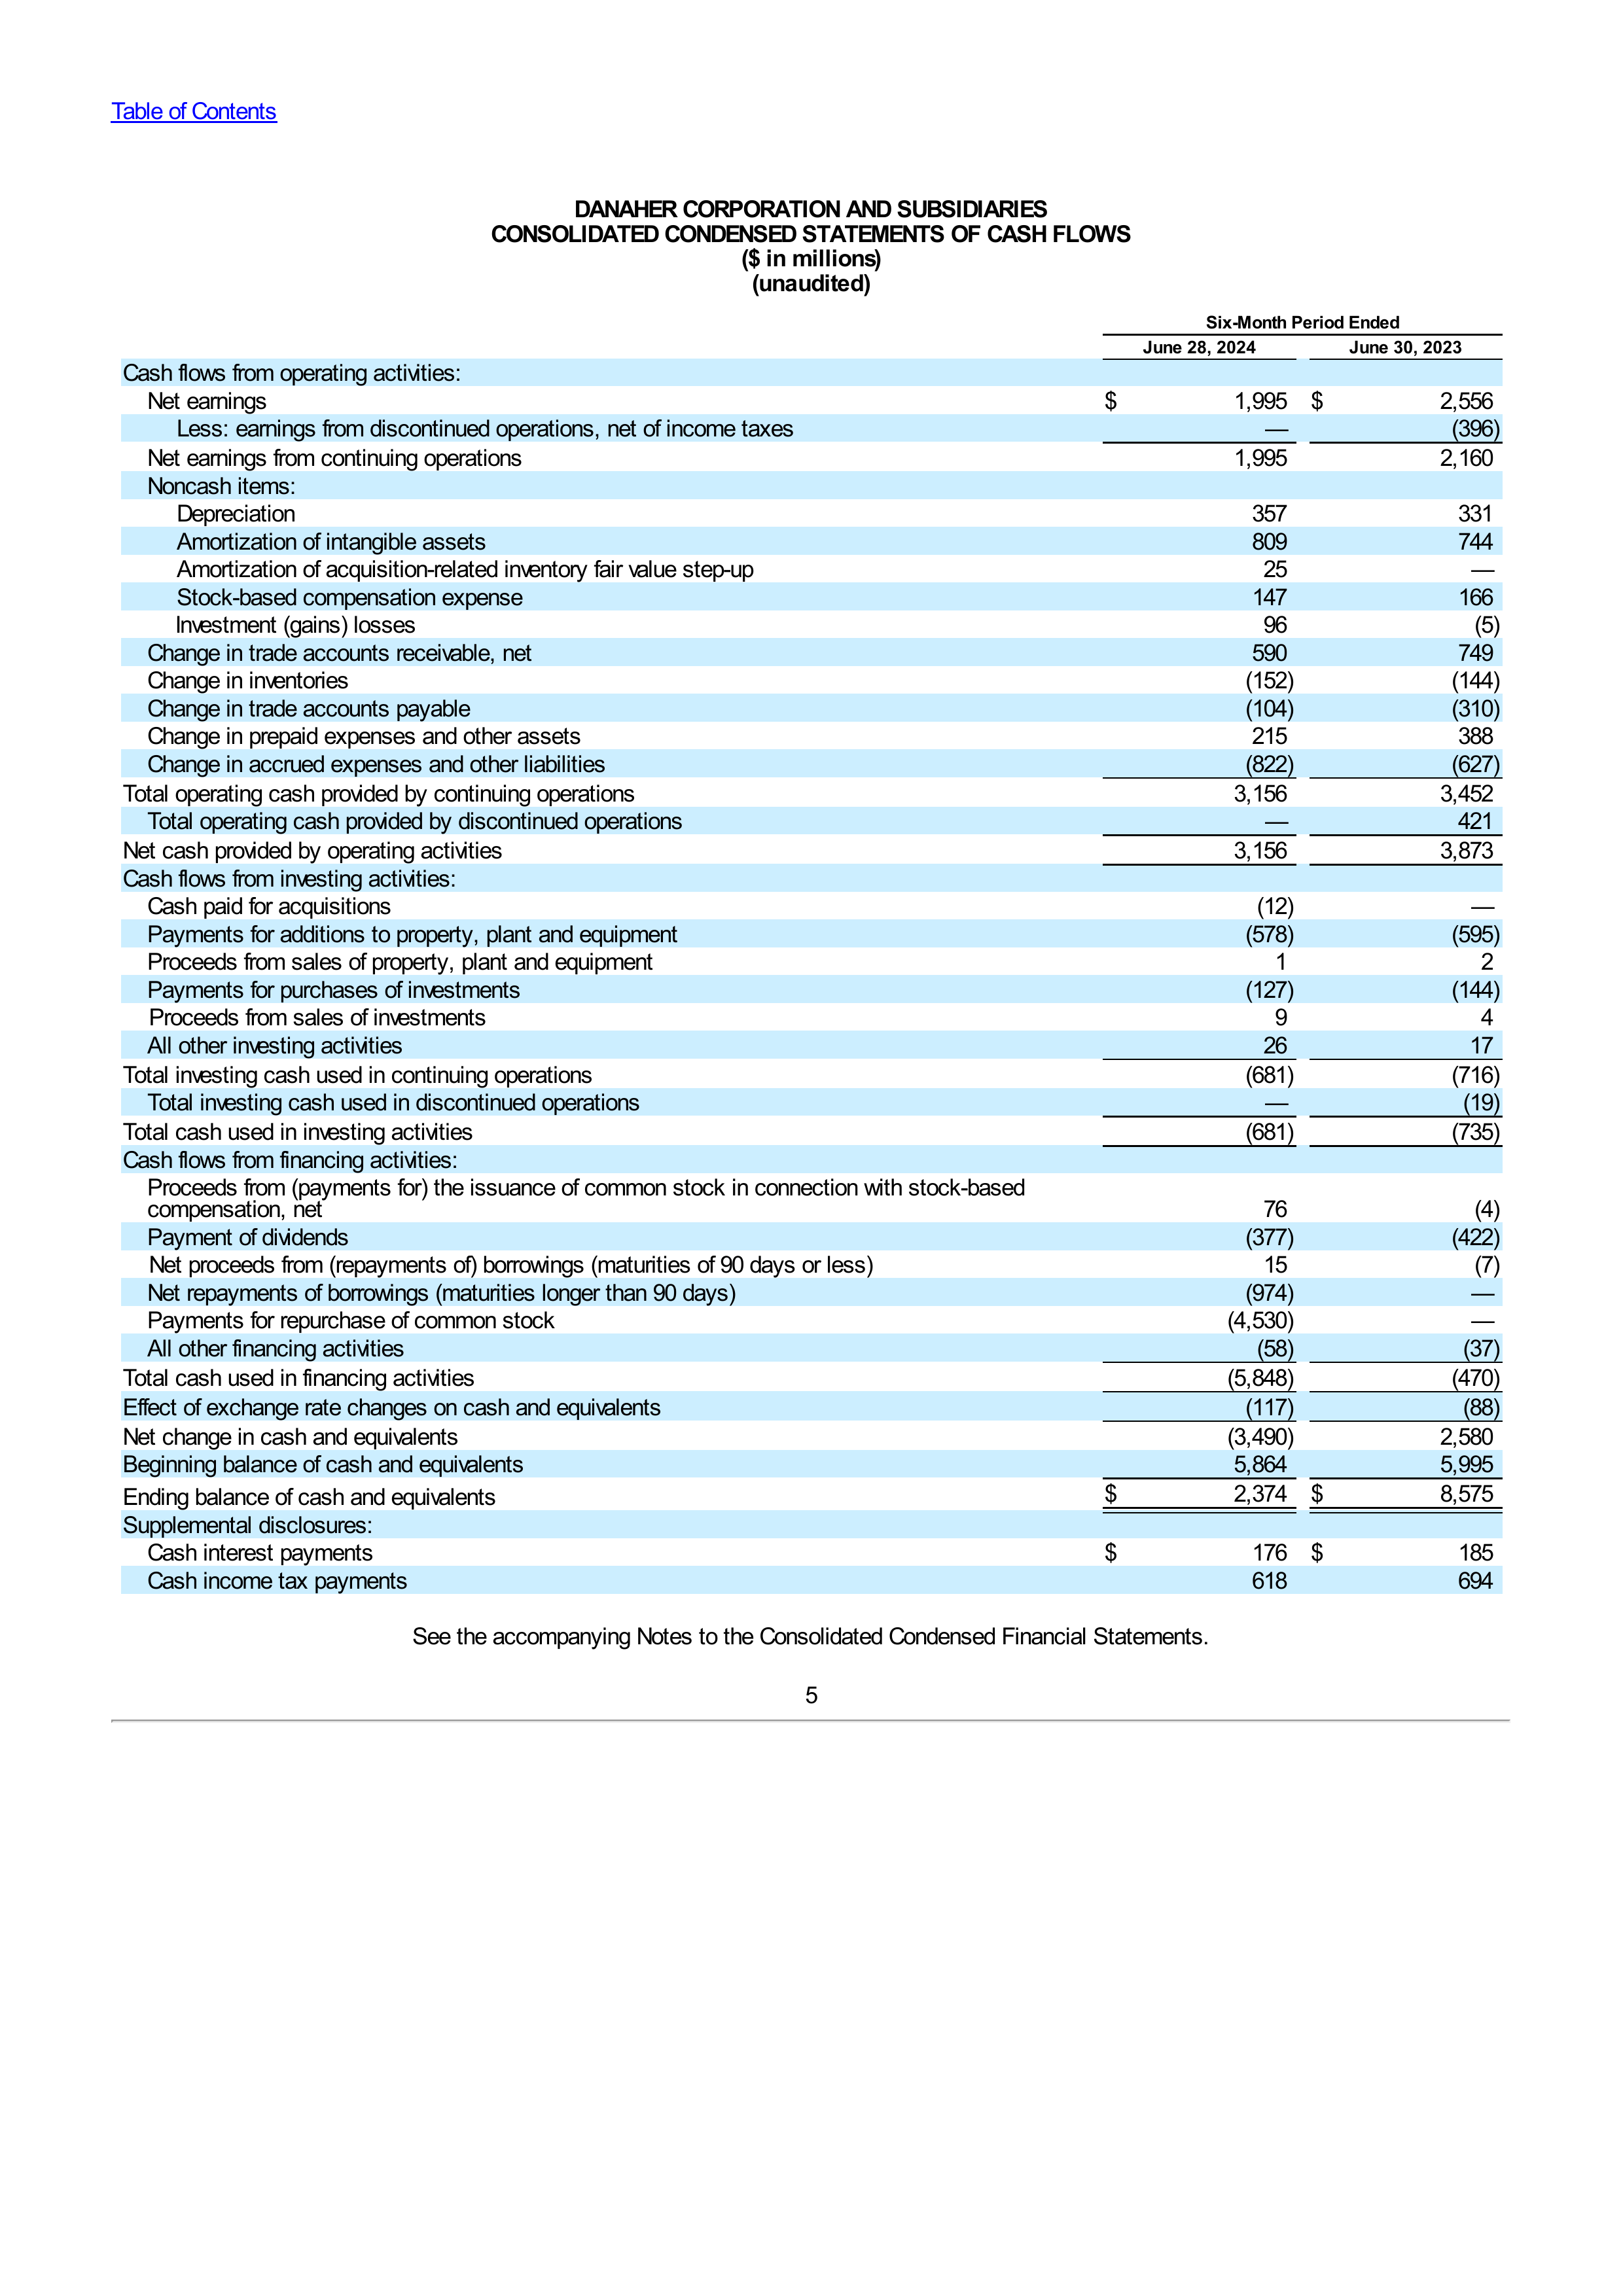 Table of Contents
DANAHER CORPORATION AND SUBSIDIARIES
CONSOLIDATED CONDENSED STATEMENTS OF CASH FLOWS
($ in millions)
(unaudited)
Six-Month Period Ended
June 28, 2024 June 30, 2023
Cash flows from operating activities:
Net earnings $ 1,995 $ 2,556
Less: earnings from discontinued operations, net of income taxes — (396)
Net earnings from continuing operations 1,995 2,160
Noncash items:
Depreciation 357 331
Amortization of intangible assets 809 744
Amortization of acquisition-related inventory fair value step-up 25 —
Stock-based compensation expense 147 166
Investment (gains) losses 96 (5)
Change in trade accounts receivable, net 590 749
Change in inventories (152) (144)
Change in trade accounts payable (104) (310)
Change in prepaid expenses and other assets 215 388
Change in accrued expenses and other liabilities (822) (627)
Total operating cash provided by continuing operations 3,156 3,452
Total operating cash provided by discontinued operations — 421
Net cash provided by operating activities 3,156 3,873
Cash flows from investing activities:
Cash paid for acquisitions (12) —
Payments for additions to property, plant and equipment (578) (595)
Proceeds from sales of property, plant and equipment 1 2
Payments for purchases of investments (127) (144)
Proceeds from sales of investments 9 4
All other investing activities 26 17
Total investing cash used in continuing operations (681) (716)
Total investing cash used in discontinued operations — (19)
Total cash used in investing activities (681) (735)
Cash flows from financing activities:
Proceeds from (payments for) the issuance of common stock in connection with stock-based
compensation, net 76 (4)
Payment of dividends (377) (422)
Net proceeds from (repayments of) borrowings (maturities of 90 days or less) 15 (7)
Net repayments of borrowings (maturities longer than 90 days) (974) —
Payments for repurchase of common stock (4,530) —
All other financing activities (58) (37)
Total cash used in financing activities (5,848) (470)
Effect of exchange rate changes on cash and equivalents (117) (88)
Net change in cash and equivalents (3,490) 2,580
Beginning balance of cash and equivalents 5,864 5,995
Ending balance of cash and equivalents $ 2,374 $ 8,575
Supplemental disclosures:
Cash interest payments $ 176 $ 185
Cash income tax payments 618 694
See the accompanying Notes to the Consolidated Condensed Financial Statements.
5